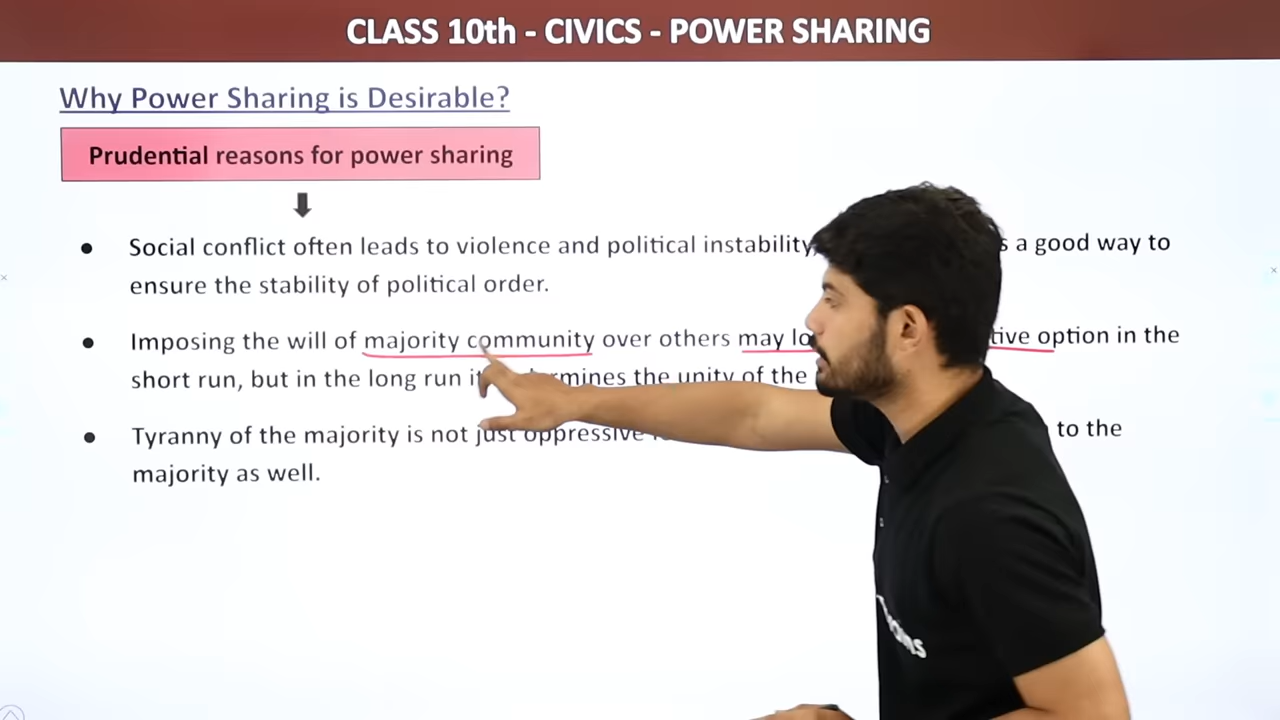 CLASS 10th - CIVICS - POWER SHARING
Why Power Sharing is Desirable?
Prudential reasons for power sharing
• Social conflict often leads to violence and political instability, a good way to
ensure the stability of political order.
• Imposing the will of majority community over others may option in the
short run, but in the long run the unity of the
• Tyranny of the majority is not just oppressive to the
majority as well.